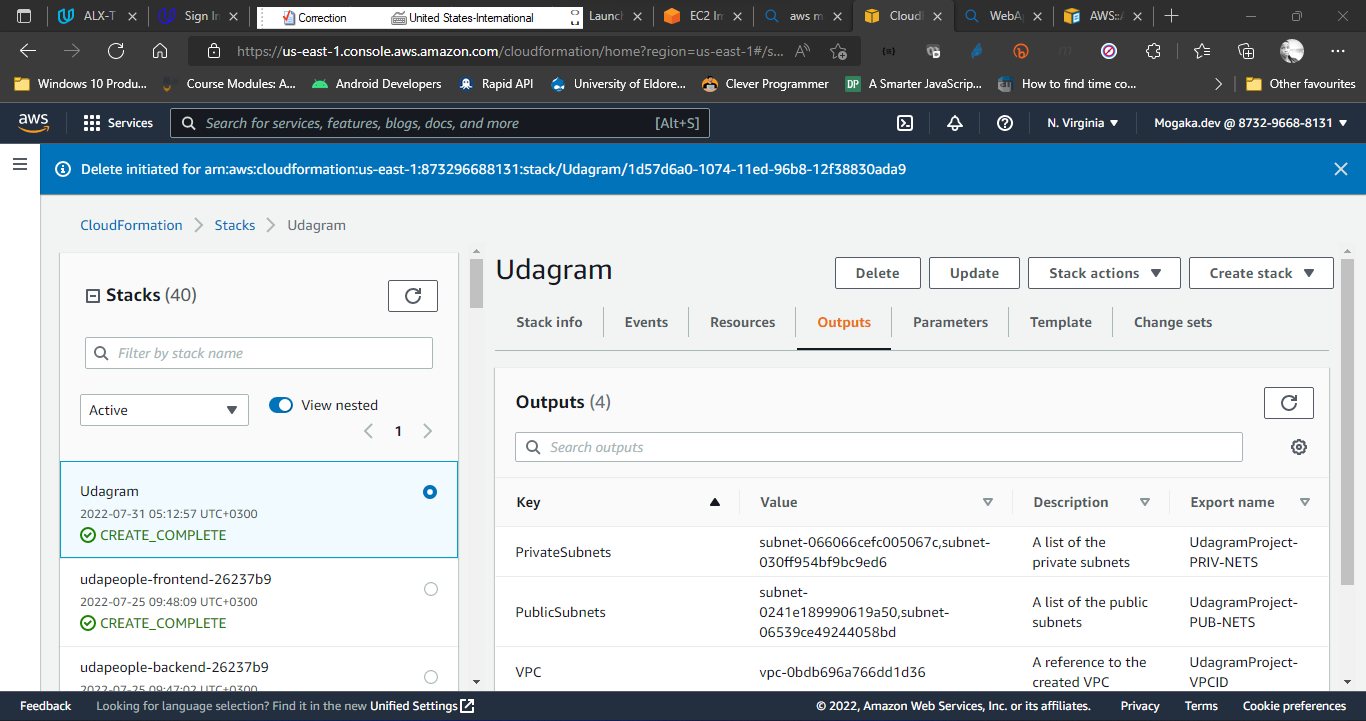 ALX-T
Sign In
Correction
United States-International
Launc
EC2 Im
aws m
Cloud
WebA
AWS::A
https://us-east-1.console.aws.amazon.com/cloudformation/home?region=us-east-1#/s...
Windows 10 Produ...
Course Modules: A...
Android Developers
Rapid API
University of Eldore...
Clever Programmer
DP
A Smarter JavaScrip...
How to find time co...
Other favourites
aws
Services
Search for services, features, blogs, docs, and more
[Alt+S]
N. Virginia
Mogaka.dev @ 8732-9668-8131
Delete initiated for arn:aws:cloudformation:us-east-1:873296688131:stack/Udagram/1d57d6a0-1074-11ed-96b8-12f38830ada9
CloudFormation
Stacks
Udagram
Stacks (40)
Filter by stack name
Active
View nested
1
Udagram
2022-07-31 05:12:57 UTC+0300
CREATE_COMPLETE
udapeople-frontend-26237b9
2022-07-25 09:48:09 UTC+0300
CREATE_COMPLETE
udapeople-backend-26237b9
2022-07-25 09:47:02 UTC+0300
Udagram
Delete
Update
Stack actions
Create stack
Stack info
Events
Resources
Outputs
Parameters
Template
Change sets
Outputs (4)
Search outputs
Key
Value
Description
Export name
PrivateSubnets
subnet-066066cefc005067c,subnet-
030ff954bf9bc9ed6
A list of the
private subnets
UdagramProject-
PRIV-NETS
PublicSubnets
subnet-
0241e189990619a50,subnet-
06539ce49244058bd
A list of the public
subnets
UdagramProject-
PUB-NETS
VPC
vpc-0bdb696a766dd1d36
A reference to the
created VPC
UdagramProject-
VPCID
Feedback
Looking for language selection? Find it in the new Unified Settings
© 2022, Amazon Web Services, Inc. or its affiliates.
Privacy
Terms
Cookie preferences